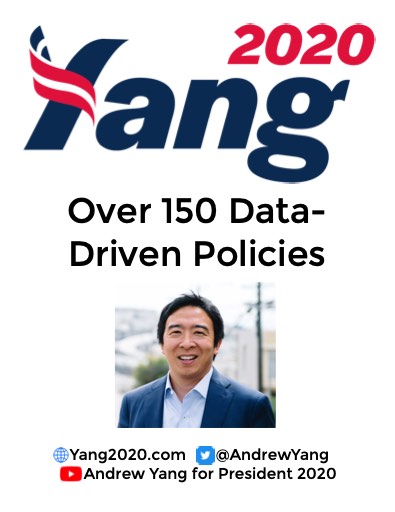 2020
Yang
Over 150 Data-
Driven Policies
Yang2020.com @AndrewYang
Andrew Yang for President 2020